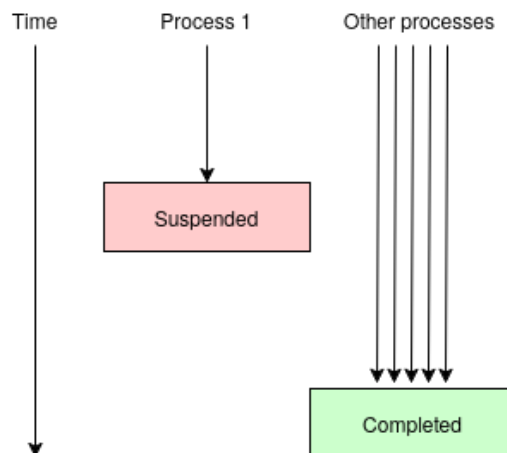 Time
Process 1
Other processes
Suspended
Completed